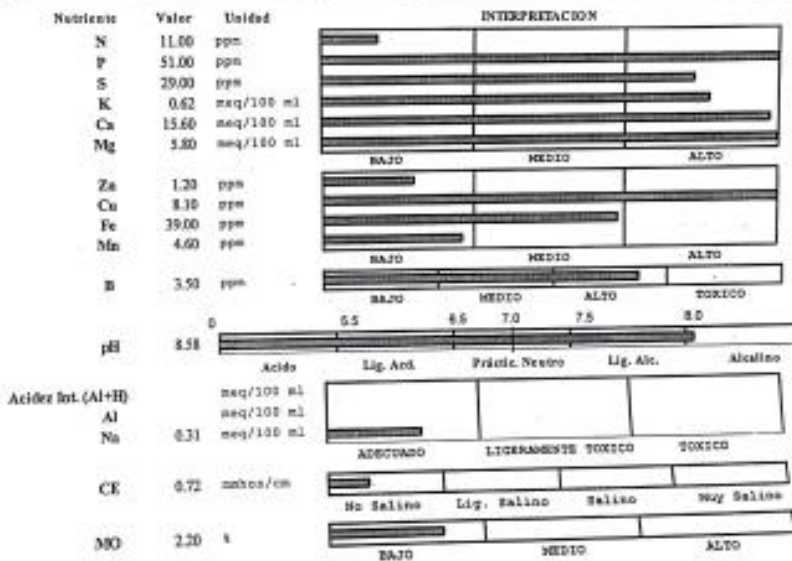 Nutriente Valor Unidad INTERPRETACION
N 11.00 ppm
P 51.00 ppm
S 29.00 ppm
K 0.62 meq/100 ml
Ca 15.60 meq/100 ml
Mg 5.80 meq/100 ml
BAJO MEDIO ALTO
Zn 1.20 ppm
Cu 8.10 ppm
Fe 39.00 ppm
Mn 4.60 ppm
BAJO MEDIO ALTO
B 3.50 ppm
BAJO MEDIO ALTO TOXICO
0 5.5 6.5 7.0 7.5 8.0
pH 8.58
Acido Lig. Acd. Práctic. Neutro Lig. Alc. Alcalino
Acidez Int. (Al+H) meq/100 ml
Al meq/100 ml
Na 0.31 meq/100 ml
ADECUADO LIGERAMENTE TOXICO TOXICO
CE 0.72 mmhos/cm
No Salino Lig. Salino Salino Muy Salino
MO 2.20 %
BAJO MEDIO ALTO